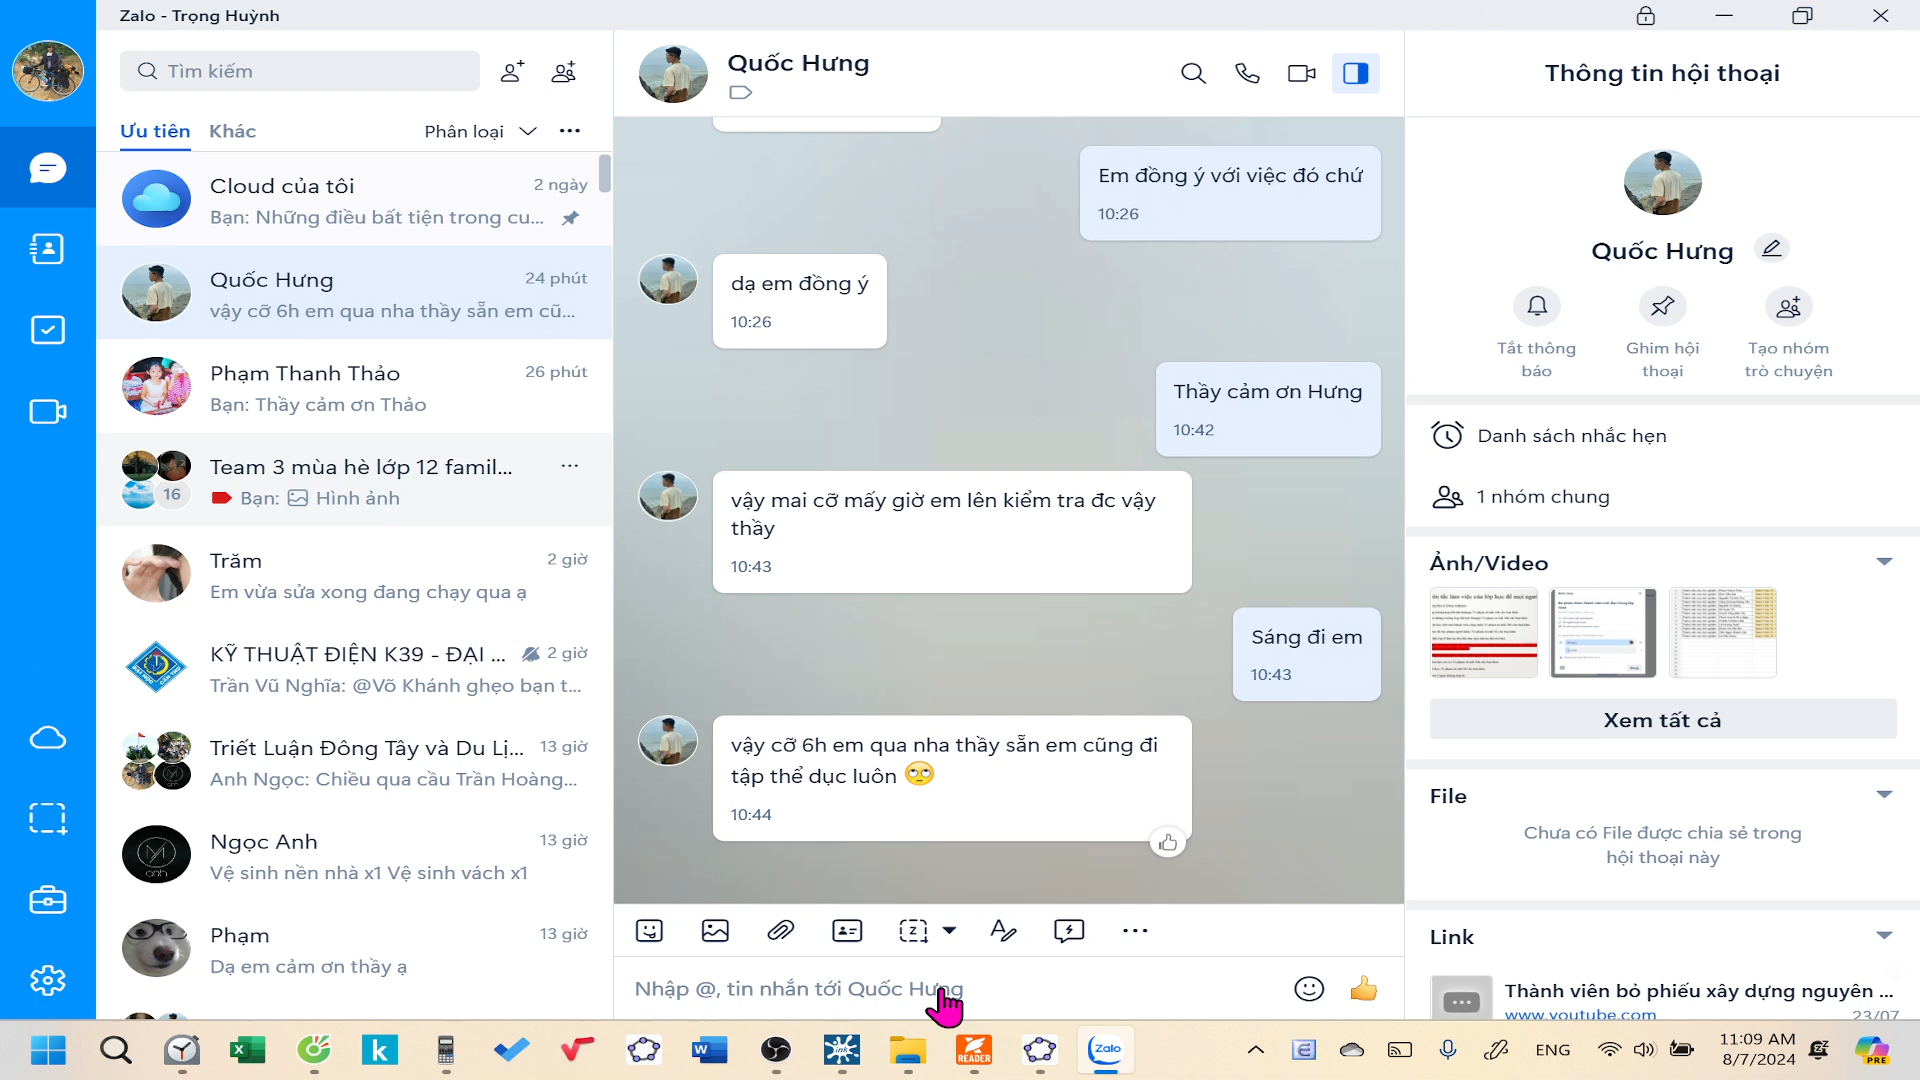 Zalo - Trọng Huỳnh
Tìm kiếm
Ưu tiên
Khác
Phân loại
Cloud của tôi
2 ngày
Bạn: Những điều bất tiện trong cu...
Quốc Hưng
24 phút
vậy cỡ 6h em qua nha thầy sẵn em cũ...
Phạm Thanh Thảo
26 phút
Bạn: Thầy cảm ơn Thảo
16
Team 3 mùa hè lớp 12 famil...
Bạn: Hình ảnh
Trăm
2 giờ
Em vừa sửa xong đang chạy qua ạ
KỸ THUẬT ĐIỆN K39 - ĐẠI ...
2 giờ
Trần Vũ Nghĩa: @Võ Khánh ghẹo bạn t...
Triết Luận Đông Tây và Du Lị...
13 giờ
Anh Ngọc: Chiều qua cầu Trần Hoàng...
Ngọc Anh
13 giờ
Vệ sinh nền nhà x1 Vệ sinh vách x1
Phạm
13 giờ
Dạ em cảm ơn thầy ạ
Quốc Hưng
Em đồng ý với việc đó chứ
10:26
dạ em đồng ý
10:26
Thầy cảm ơn Hưng
10:42
vậy mai cỡ mấy giờ em lên kiểm tra đc vậy
thầy
10:43
Sáng đi em
10:43
vậy cỡ 6h em qua nha thầy sẵn em cũng đi
tập thể dục luôn
10:44
Nhập @, tin nhắn tới Quốc Hưng
Thông tin hội thoại
Quốc Hưng
Tắt thông
báo
Ghim hội
thoại
Tạo nhóm
trò chuyện
Danh sách nhắc hẹn
1 nhóm chung
Ảnh/Video
Xem tất cả
File
Chưa có File được chia sẻ trong
hội thoại này
Link
Thành viên bỏ phiếu xây dựng nguyên ...
www.youtube.com
23/07
READER
Zalo
ENG
11:09 AM
8/7/2024
PRE